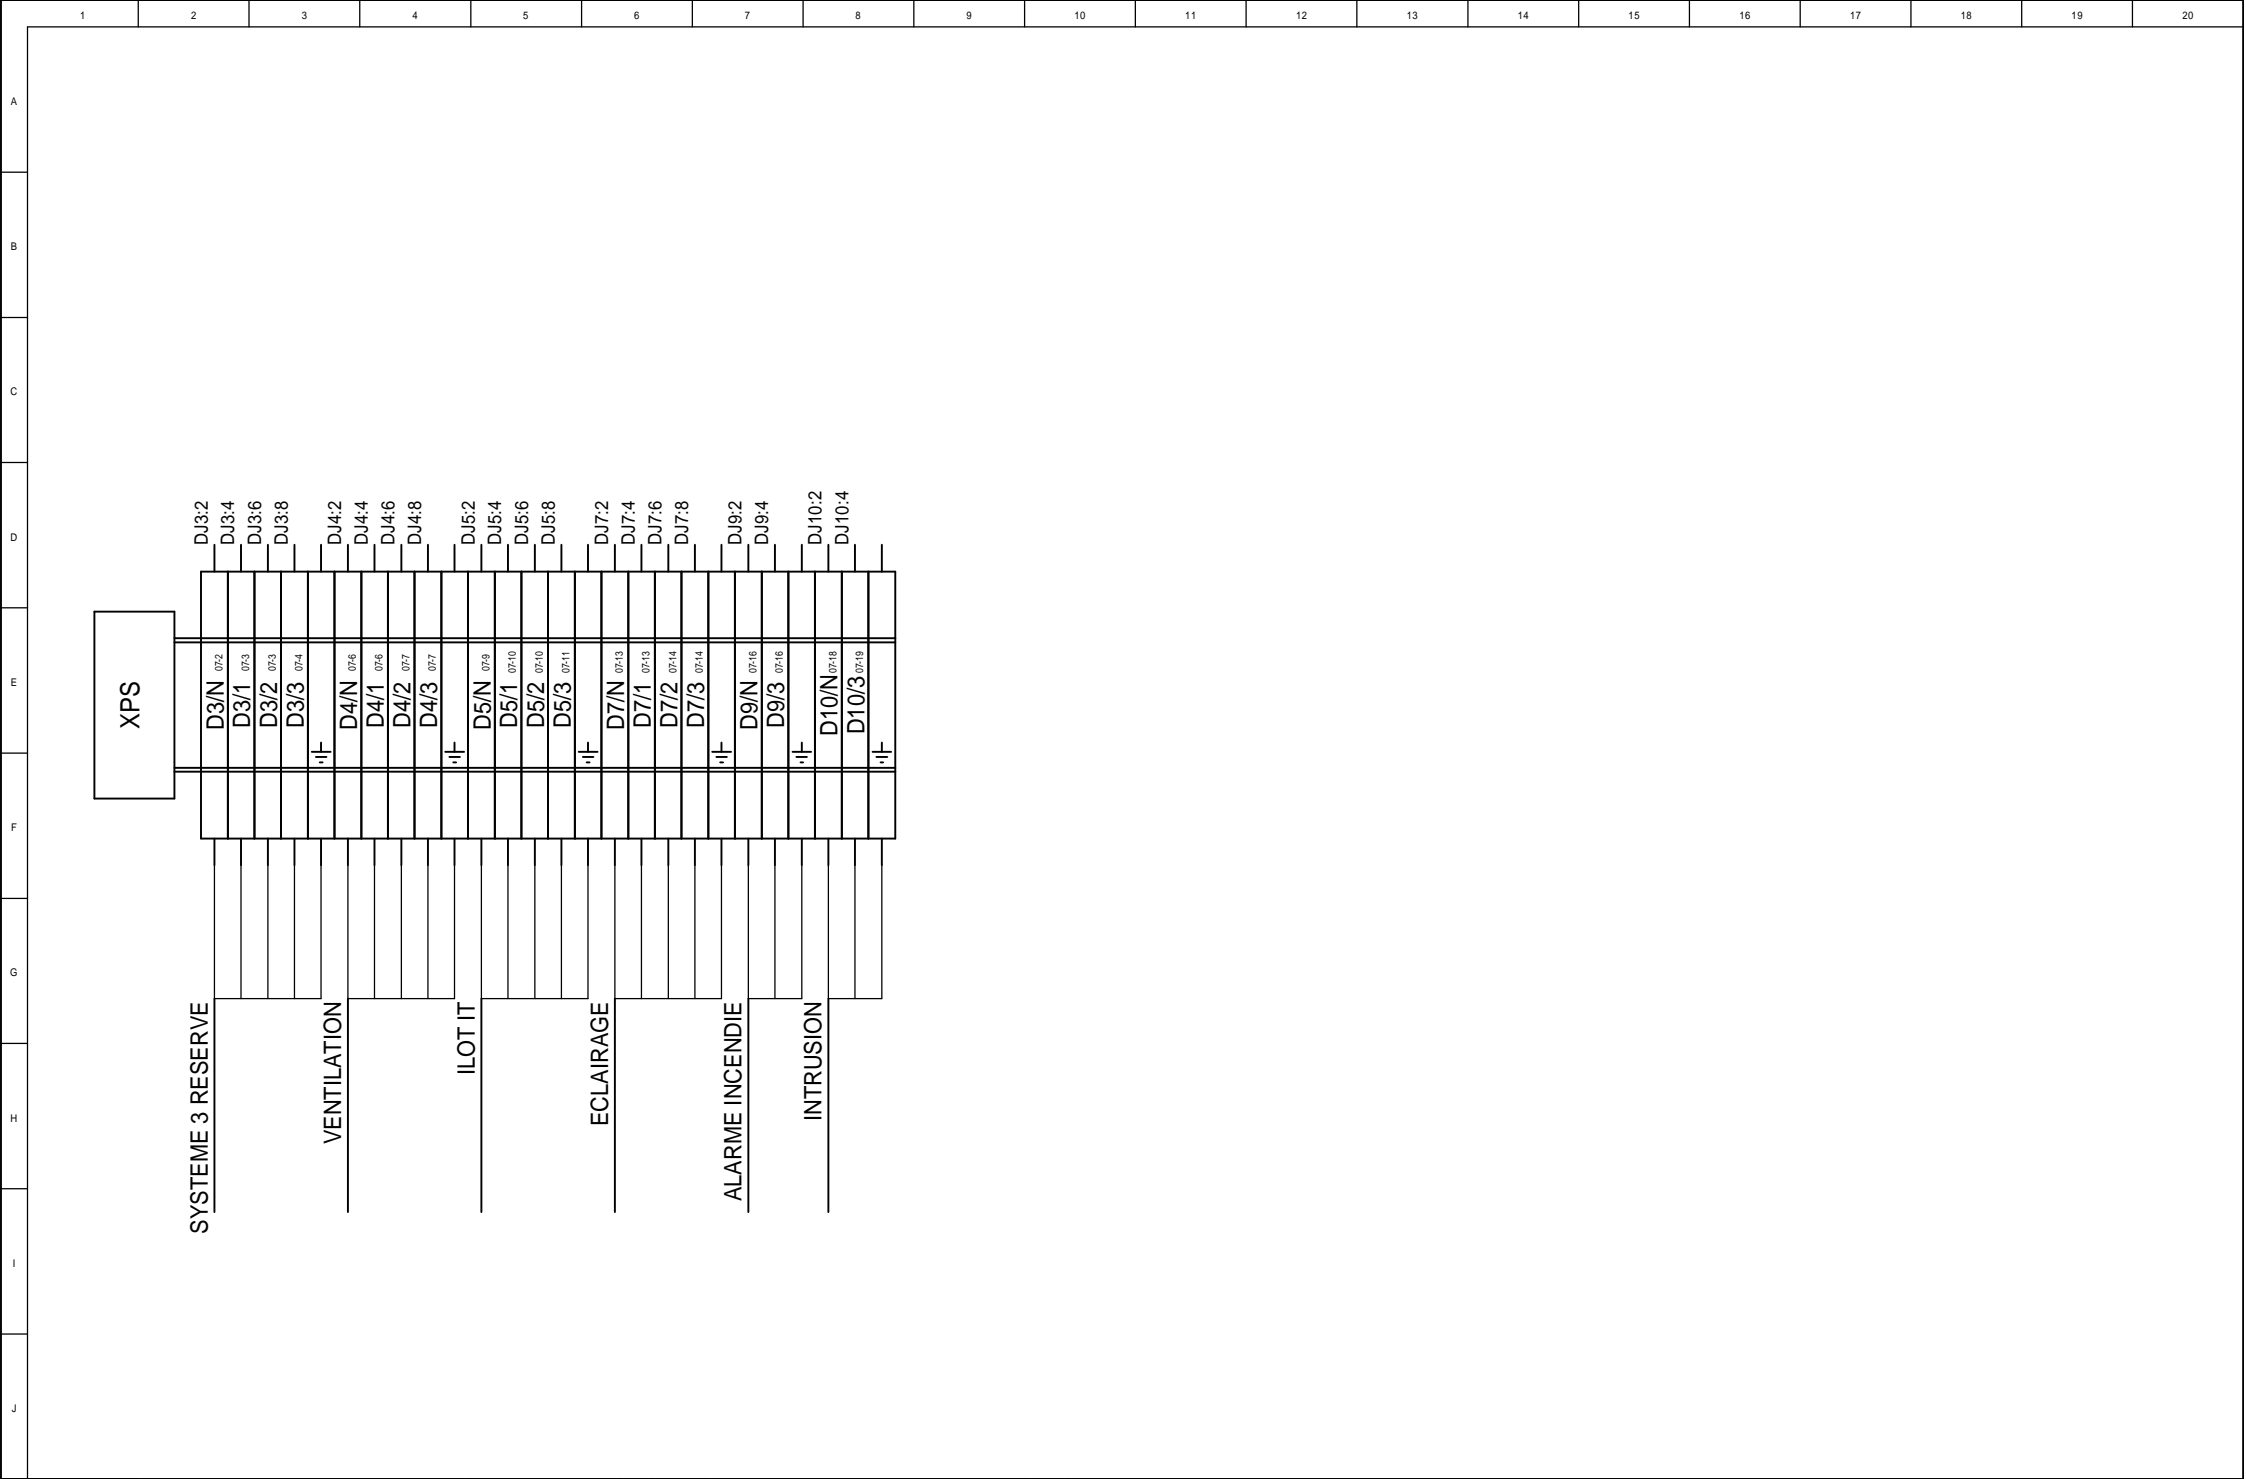 1 2 3 4 5 6 7 8 9 10 11 12 13 14 15 16 17 18 19 20
A
B
C
D
E
F
G
H
I
J
DJ3:2
DJ3:4
DJ3:6
DJ3:8
DJ4:2
DJ4:4
DJ4:6
DJ4:8
DJ5:2
DJ5:4
DJ5:6
DJ5:8
DJ7:2
DJ7:4
DJ7:6
DJ7:8
DJ9:2
DJ9:4
DJ10:2
DJ10:4
XPS
D3/N 07-2
D3/1 07-3
D3/2 07-3
D3/3 07-4
D4/N 07-6
D4/1 07-6
D4/2 07-7
D4/3 07-7
D5/N 07-9
D5/1 07-10
D5/2 07-10
D5/3 07-11
D7/N 07-13
D7/1 07-13
D7/2 07-14
D7/3 07-14
D9/N 07-16
D9/3 07-16
D10/N 07-18
D10/3 07-19
SYSTEME 3 RESERVE
VENTILATION
ILOT IT
ECLAIRAGE
ALARME INCENDIE
INTRUSION